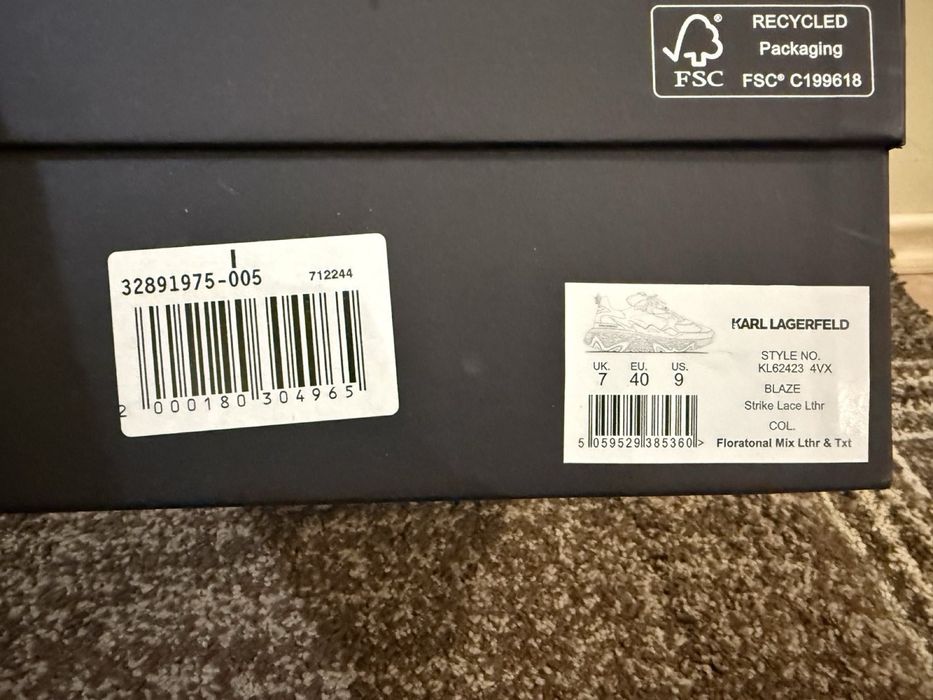 RECYCLED
Packaging
FSC® C199618
FSC
32891975-005 712244
2 000180 304965
KARL LAGERFELD
STYLE NO.
KL62423 4VX
BLAZE
Strike Lace Lthr
COL.
Floratonal Mix Lthr & Txt
UK. EU. US.
7 40 9
5 059529 385360 >